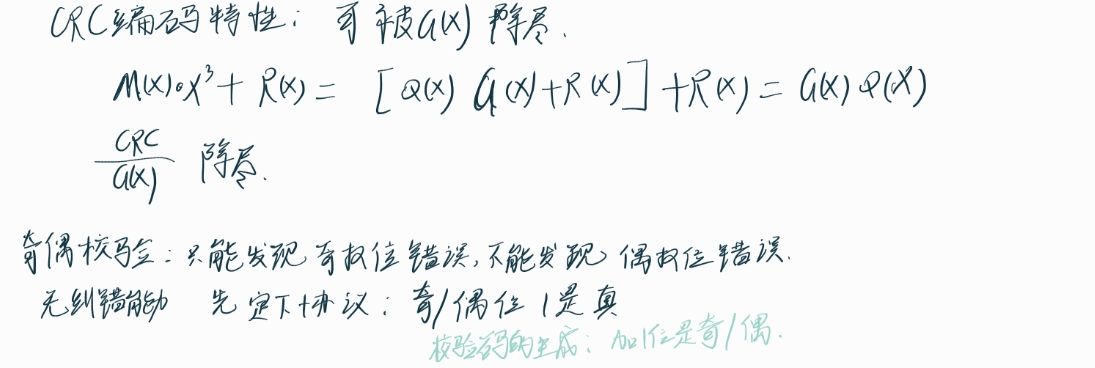 CRC编码特性：可被G(X)除尽.
M(X)•X³+R(X)= [Q(X) G(X)+R(X)]+R(X)=G(X)Q(X)
CRC
G(X) 除尽.
奇偶校验：只能发现奇数位错误,不能发现偶数位错误.
无纠错能力 先定下协议：奇/偶位1是真
校验码的生成：加1位是奇/偶.